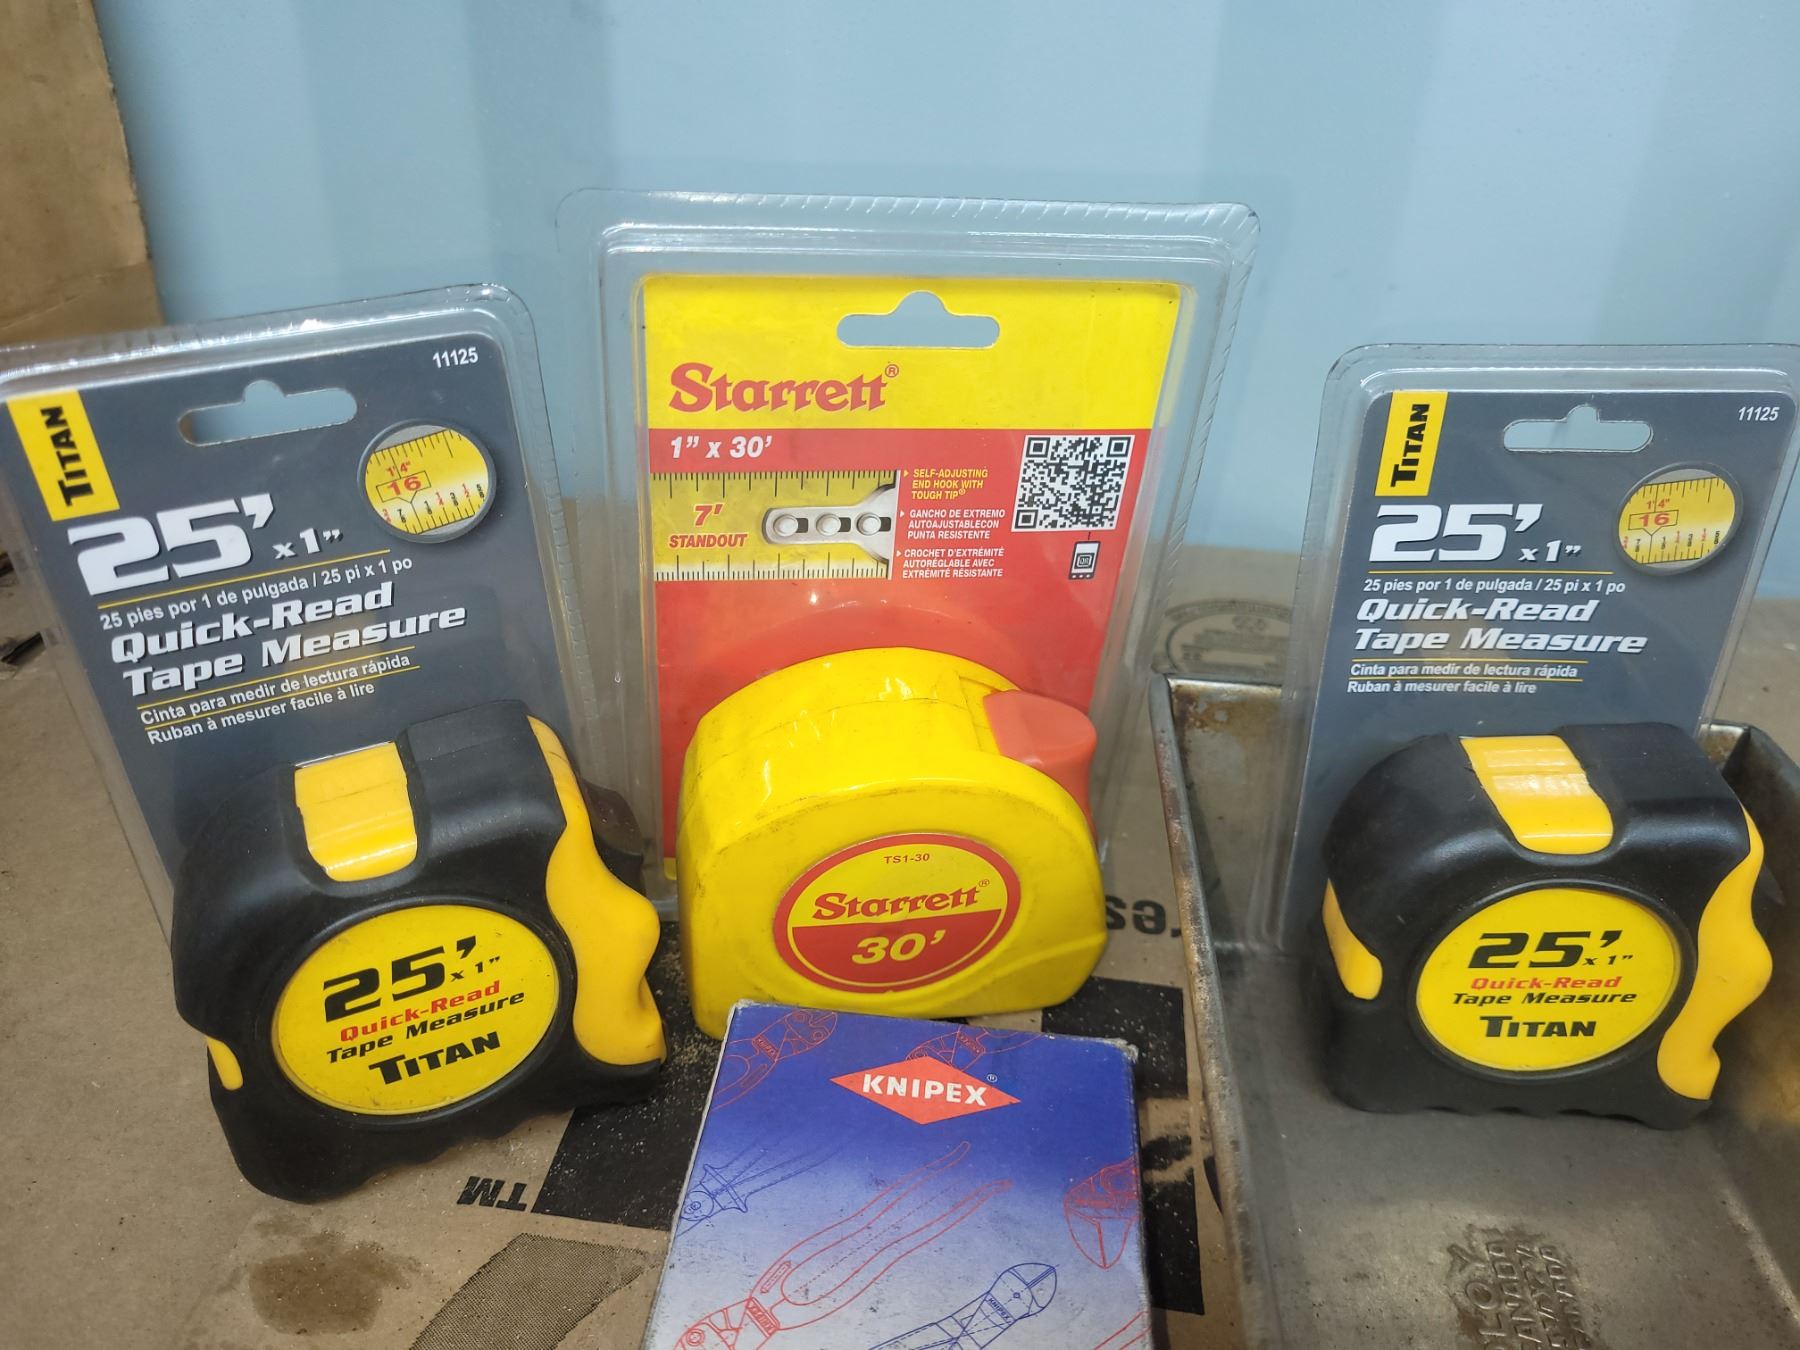 TITAN
11125
1'4"
16
25' x 1"
25 pies por 1 de pulgada / 25 pi x 1 po
Quick-Read
Tape Measure
Cinta para medir de lectura rápida
Ruban à mesurer facile à lire
25' x 1"
Quick-Read
Tape Measure
TITAN
Starrett®
1" x 30'
7'
STANDOUT
SELF-ADJUSTING
END HOOK WITH
TOUGH TIP®
GANCHO DE EXTREMO
AUTOAJUSTABLECON
PUNTA RESISTENTE
CROCHET D'EXTRÉMITÉ
AUTORÉGLABLE AVEC
EXTRÉMITÉ RÉSISTANTE
QR
TS1-30
Starrett®
30'
TITAN
11125
1'4"
16
25' x 1"
25 pies por 1 de pulgada / 25 pi x 1 po
Quick-Read
Tape Measure
Cinta para medir de lectura rápida
Ruban à mesurer facile à lire
25' x 1"
Quick-Read
Tape Measure
TITAN
KNIPEX®
KNIPEX
KNIPEX
TM